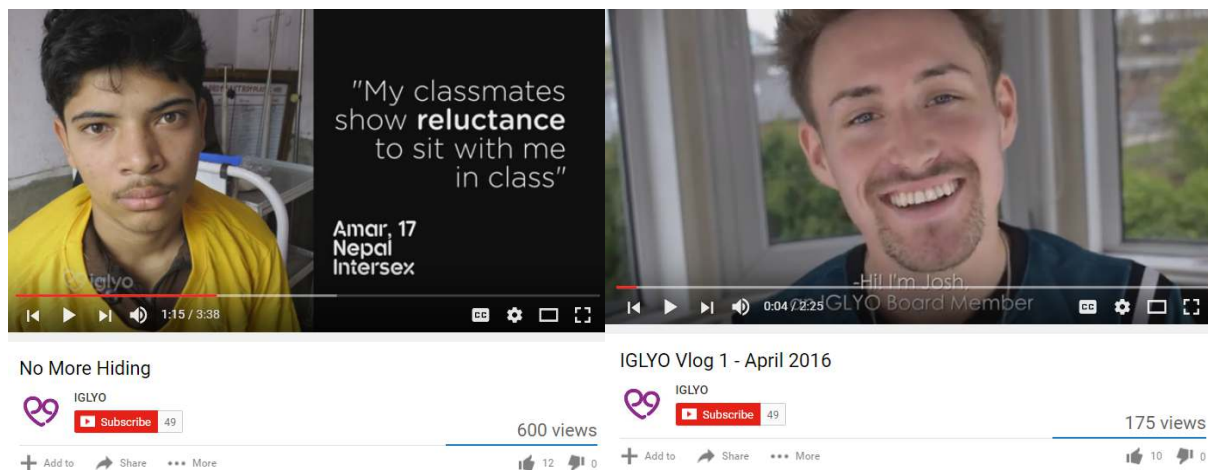 "My classmates
show reluctance
to sit with me
in class"
Amar, 17
Nepal
Intersex
iglyo
1:15 / 3:38
CC
No More Hiding
IGLYO
Subscribe 49
600 views
Add to Share More
12 0
-Hi! I'm Josh,
IGLYO Board Member
0:04 / 2:25
CC
IGLYO Vlog 1 - April 2016
IGLYO
Subscribe 49
175 views
Add to Share More
10 0